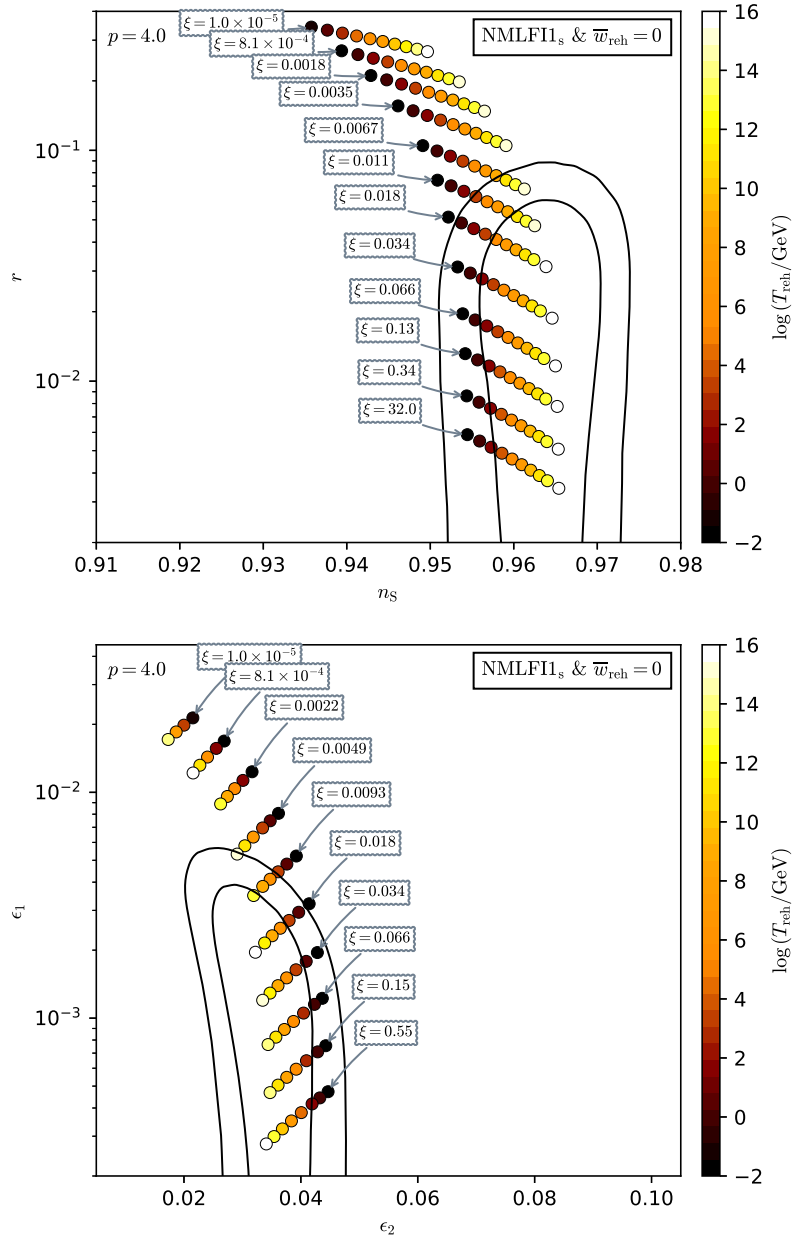 p = 4.0
NMLFI1ₛ & w̅ᵣₑₕ = 0
ξ = 1.0 × 10⁻⁵
ξ = 8.1 × 10⁻⁴
ξ = 0.0018
ξ = 0.0035
ξ = 0.0067
ξ = 0.011
ξ = 0.018
ξ = 0.034
ξ = 0.066
ξ = 0.13
ξ = 0.34
ξ = 32.0
r
10⁻¹
10⁻²
0.91 0.92 0.93 0.94 0.95 0.96 0.97 0.98
n_S
16
14
12
10
8
6
4
2
0
−2
log (T_reh/GeV)
p = 4.0
NMLFI1ₛ & w̅ᵣₑₕ = 0
ξ = 1.0 × 10⁻⁵
ξ = 8.1 × 10⁻⁴
ξ = 0.0022
ξ = 0.0049
ξ = 0.0093
ξ = 0.018
ξ = 0.034
ξ = 0.066
ξ = 0.15
ξ = 0.55
ϵ₁
10⁻²
10⁻³
0.02 0.04 0.06 0.08 0.10
ϵ₂
16
14
12
10
8
6
4
2
0
−2
log (T_reh/GeV)